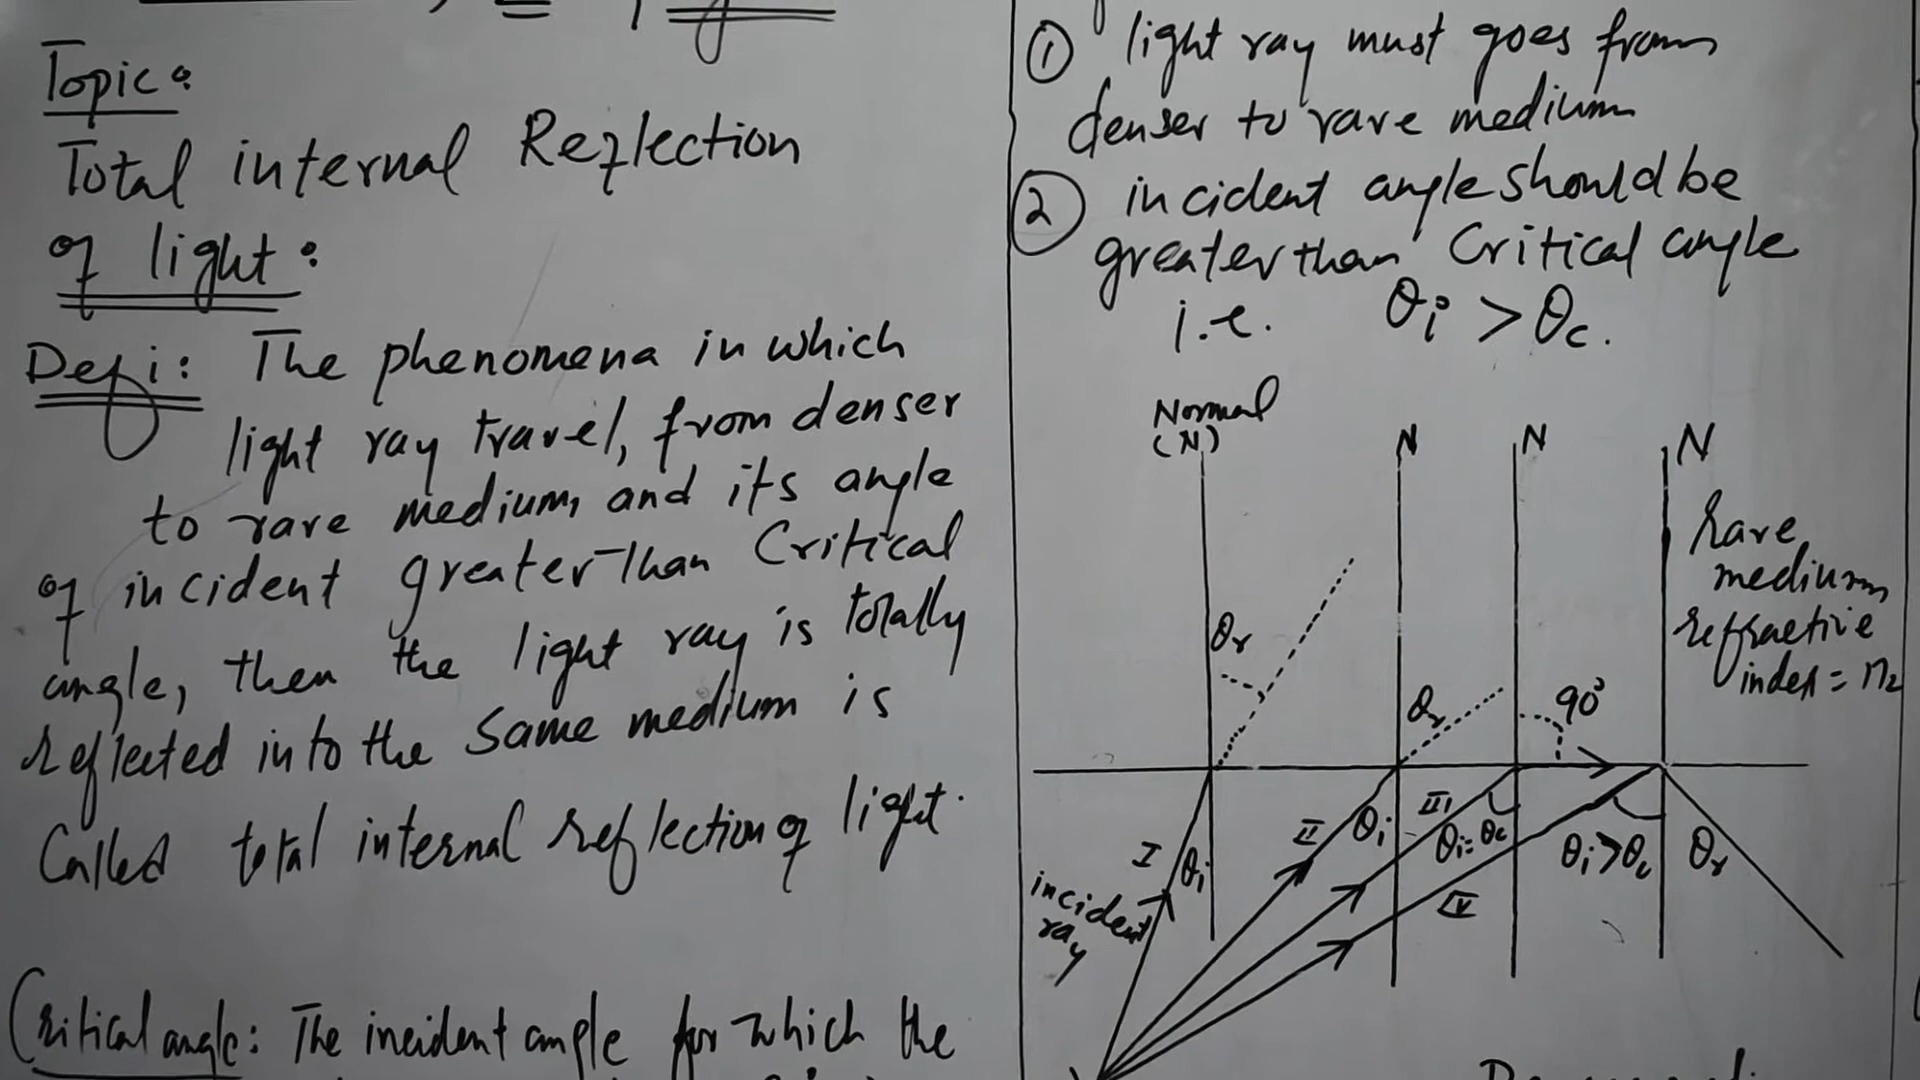 Topic:
Total internal Reflection
of light:
Defi: The phenomena in which
light ray travel, from denser
to rare medium, and its angle
of incident greater than Critical
angle, then the light ray is totally
reflected into the same medium is
Called total internal reflection of light.
Critical angle: The incident angle for which the
① light ray must goes from
denser to rare medium
② incident angle should be
greater than Critical angle
i.e. θi > θc.
Normal
(N)
N
N
N
rare
medium
refractive
index = n2
θr
θr
90°
I
θi
incident
ray
II
θi
III
θi = θc
IV
θi > θc
θr